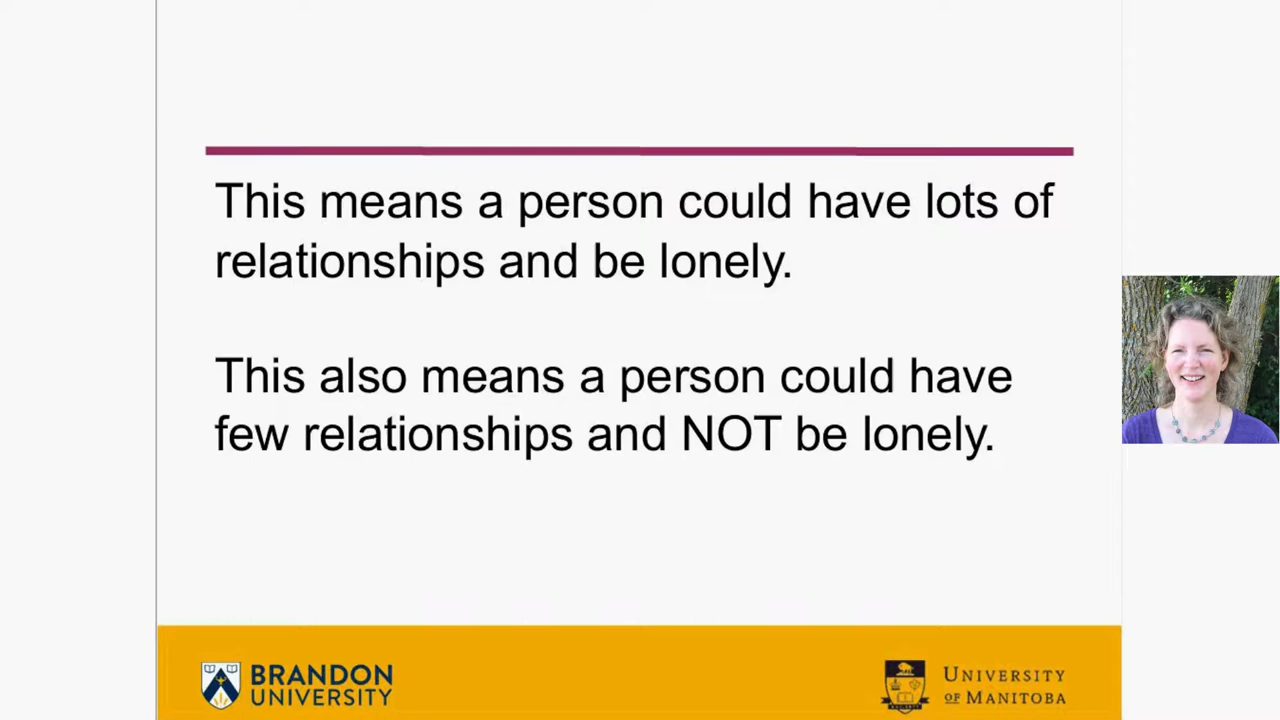 This means a person could have lots of
relationships and be lonely.
This also means a person could have
few relationships and NOT be lonely.
BRANDON
UNIVERSITY
UNIVERSITY
OF MANITOBA